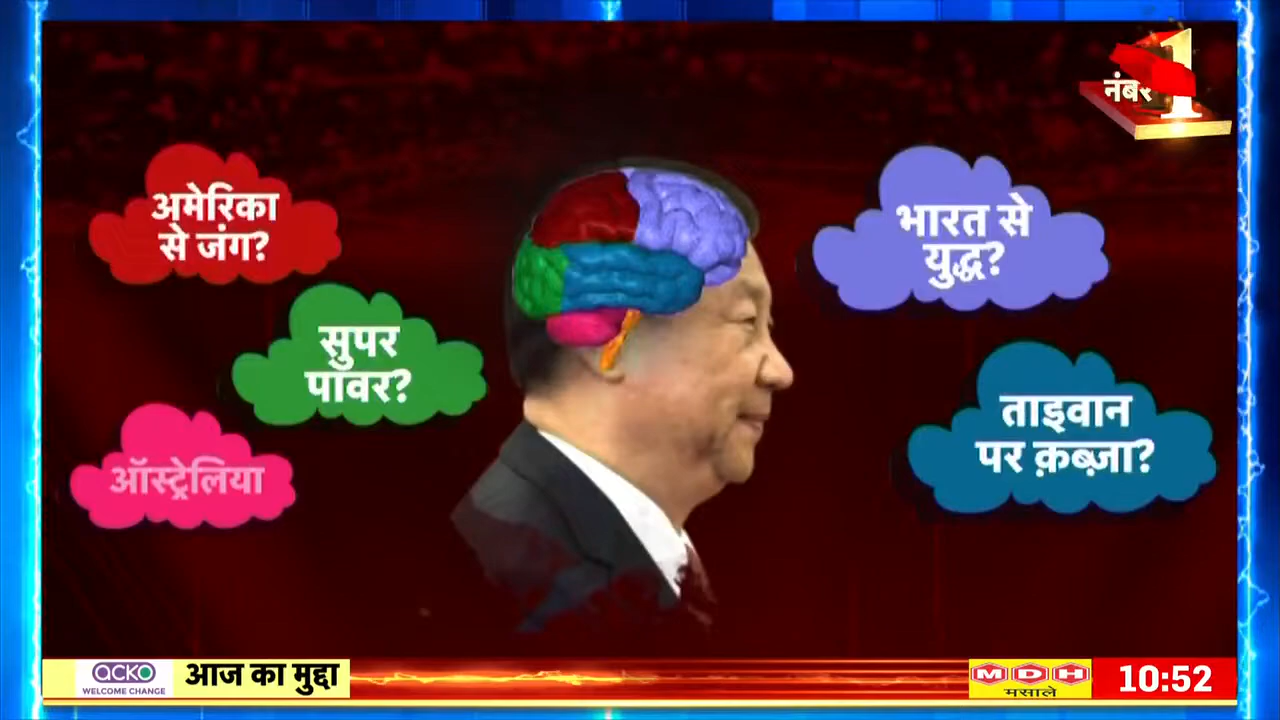 नंबर 1
अमेरिका
से जंग?
भारत से
युद्ध?
सुपर
पावर?
ताइवान
पर क़ब्ज़ा?
ऑस्ट्रेलिया
acko
WELCOME CHANGE
आज का मुद्दा
MDH
मसाले
10:52